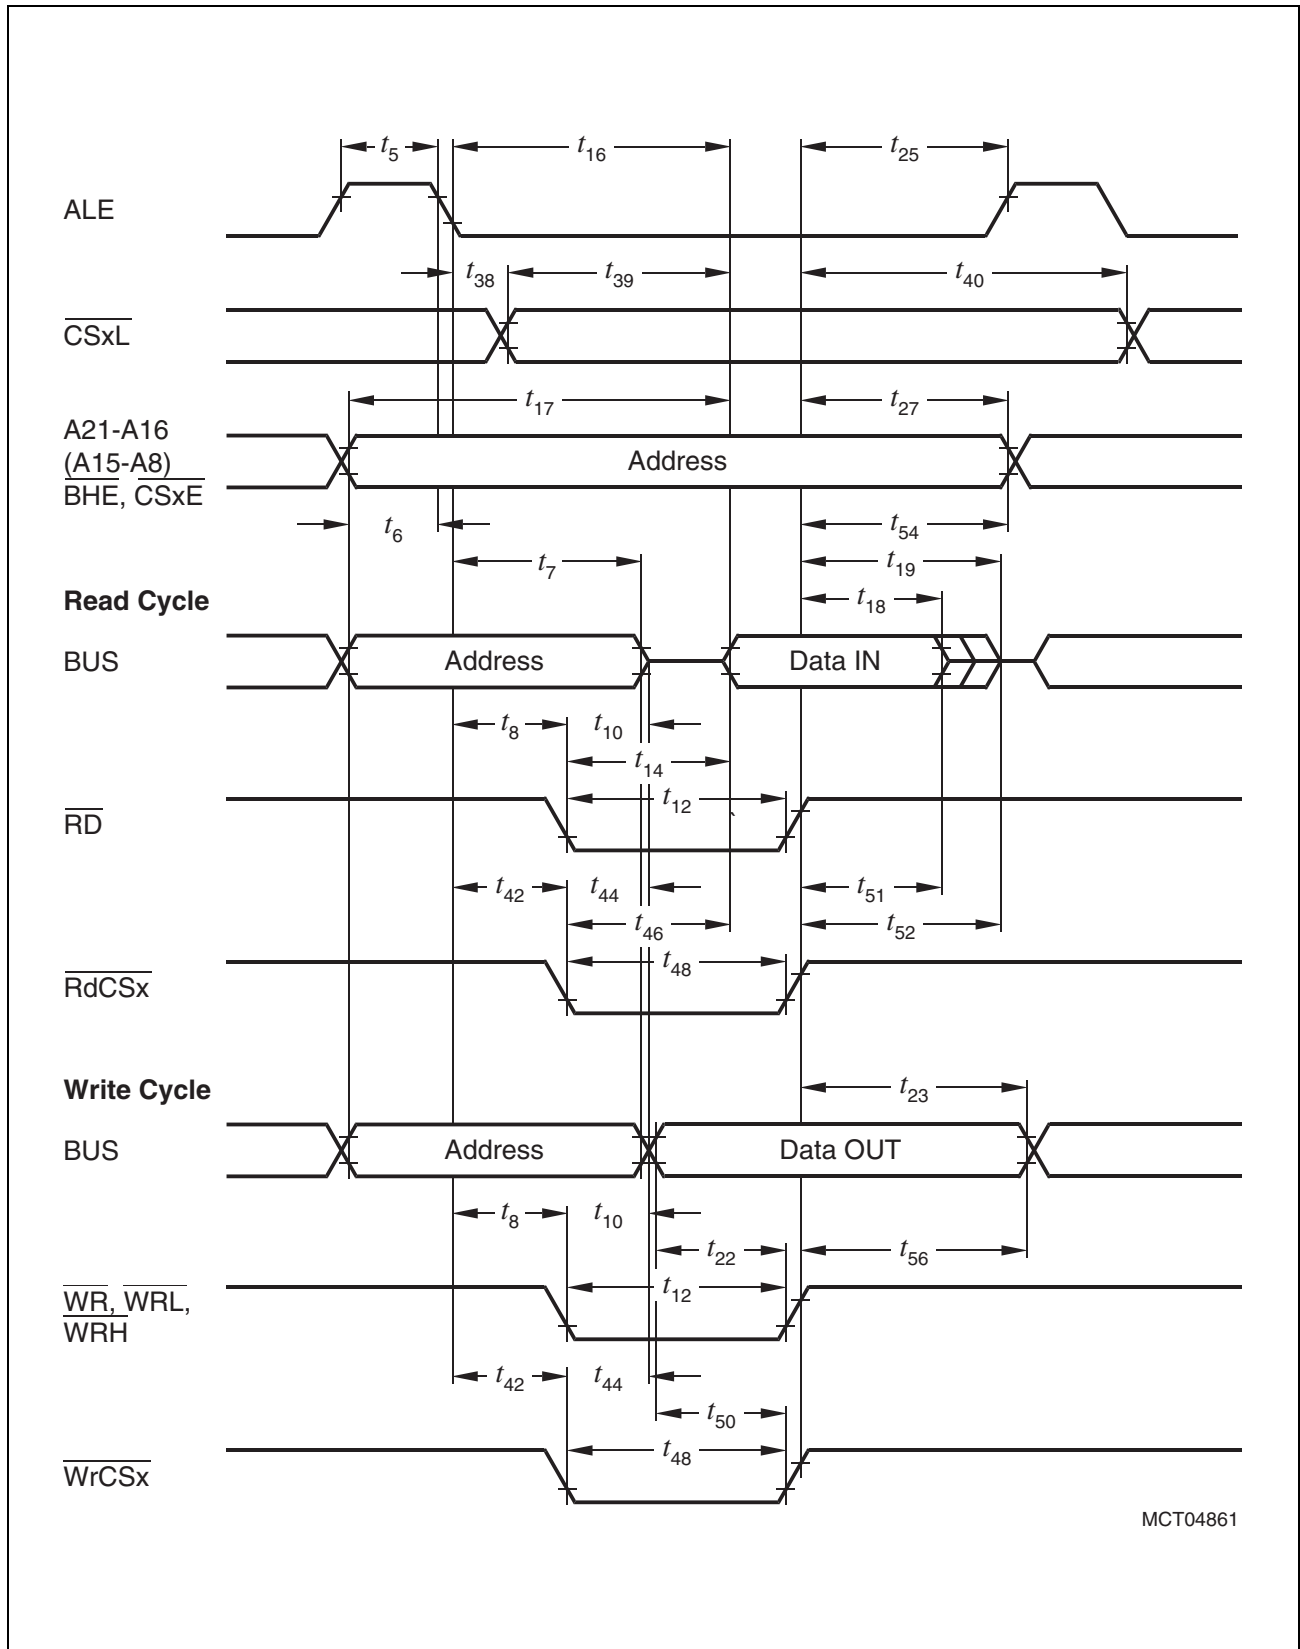 t5 t16 t25
ALE
t38 t39 t40
CSxL
t17 t27
A21-A16
(A15-A8)
BHE, CSxE
Address
t6 t54
t7 t19
Read Cycle
t18
BUS
Address Data IN
t8 t10
t14
t12
RD
t42 t44 t51
t46 t52
t48
RdCSx
Write Cycle
t23
BUS
Address Data OUT
t8 t10
t22 t56
t12
WR, WRL,
WRH
t42 t44
t50
t48
WrCSx
MCT04861